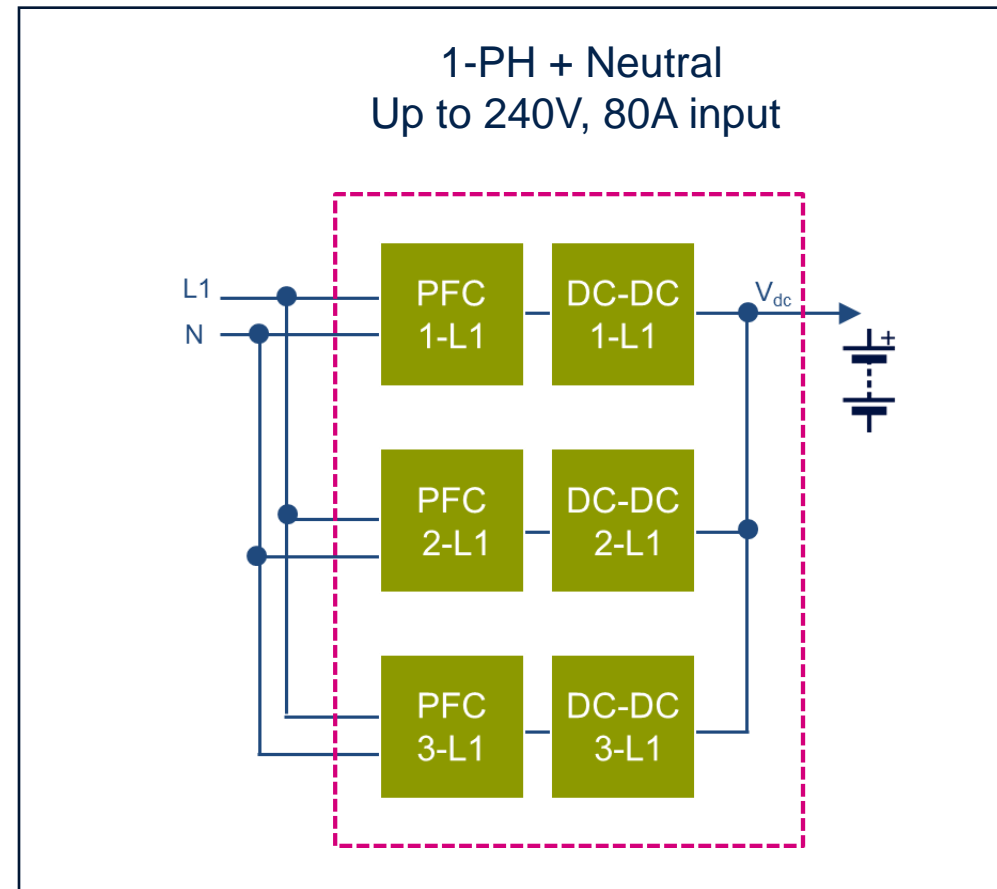 1-PH + Neutral
Up to 240V, 80A input
L1
N
PFC
1-L1
DC-DC
1-L1
Vdc
+
PFC
2-L1
DC-DC
2-L1
PFC
3-L1
DC-DC
3-L1